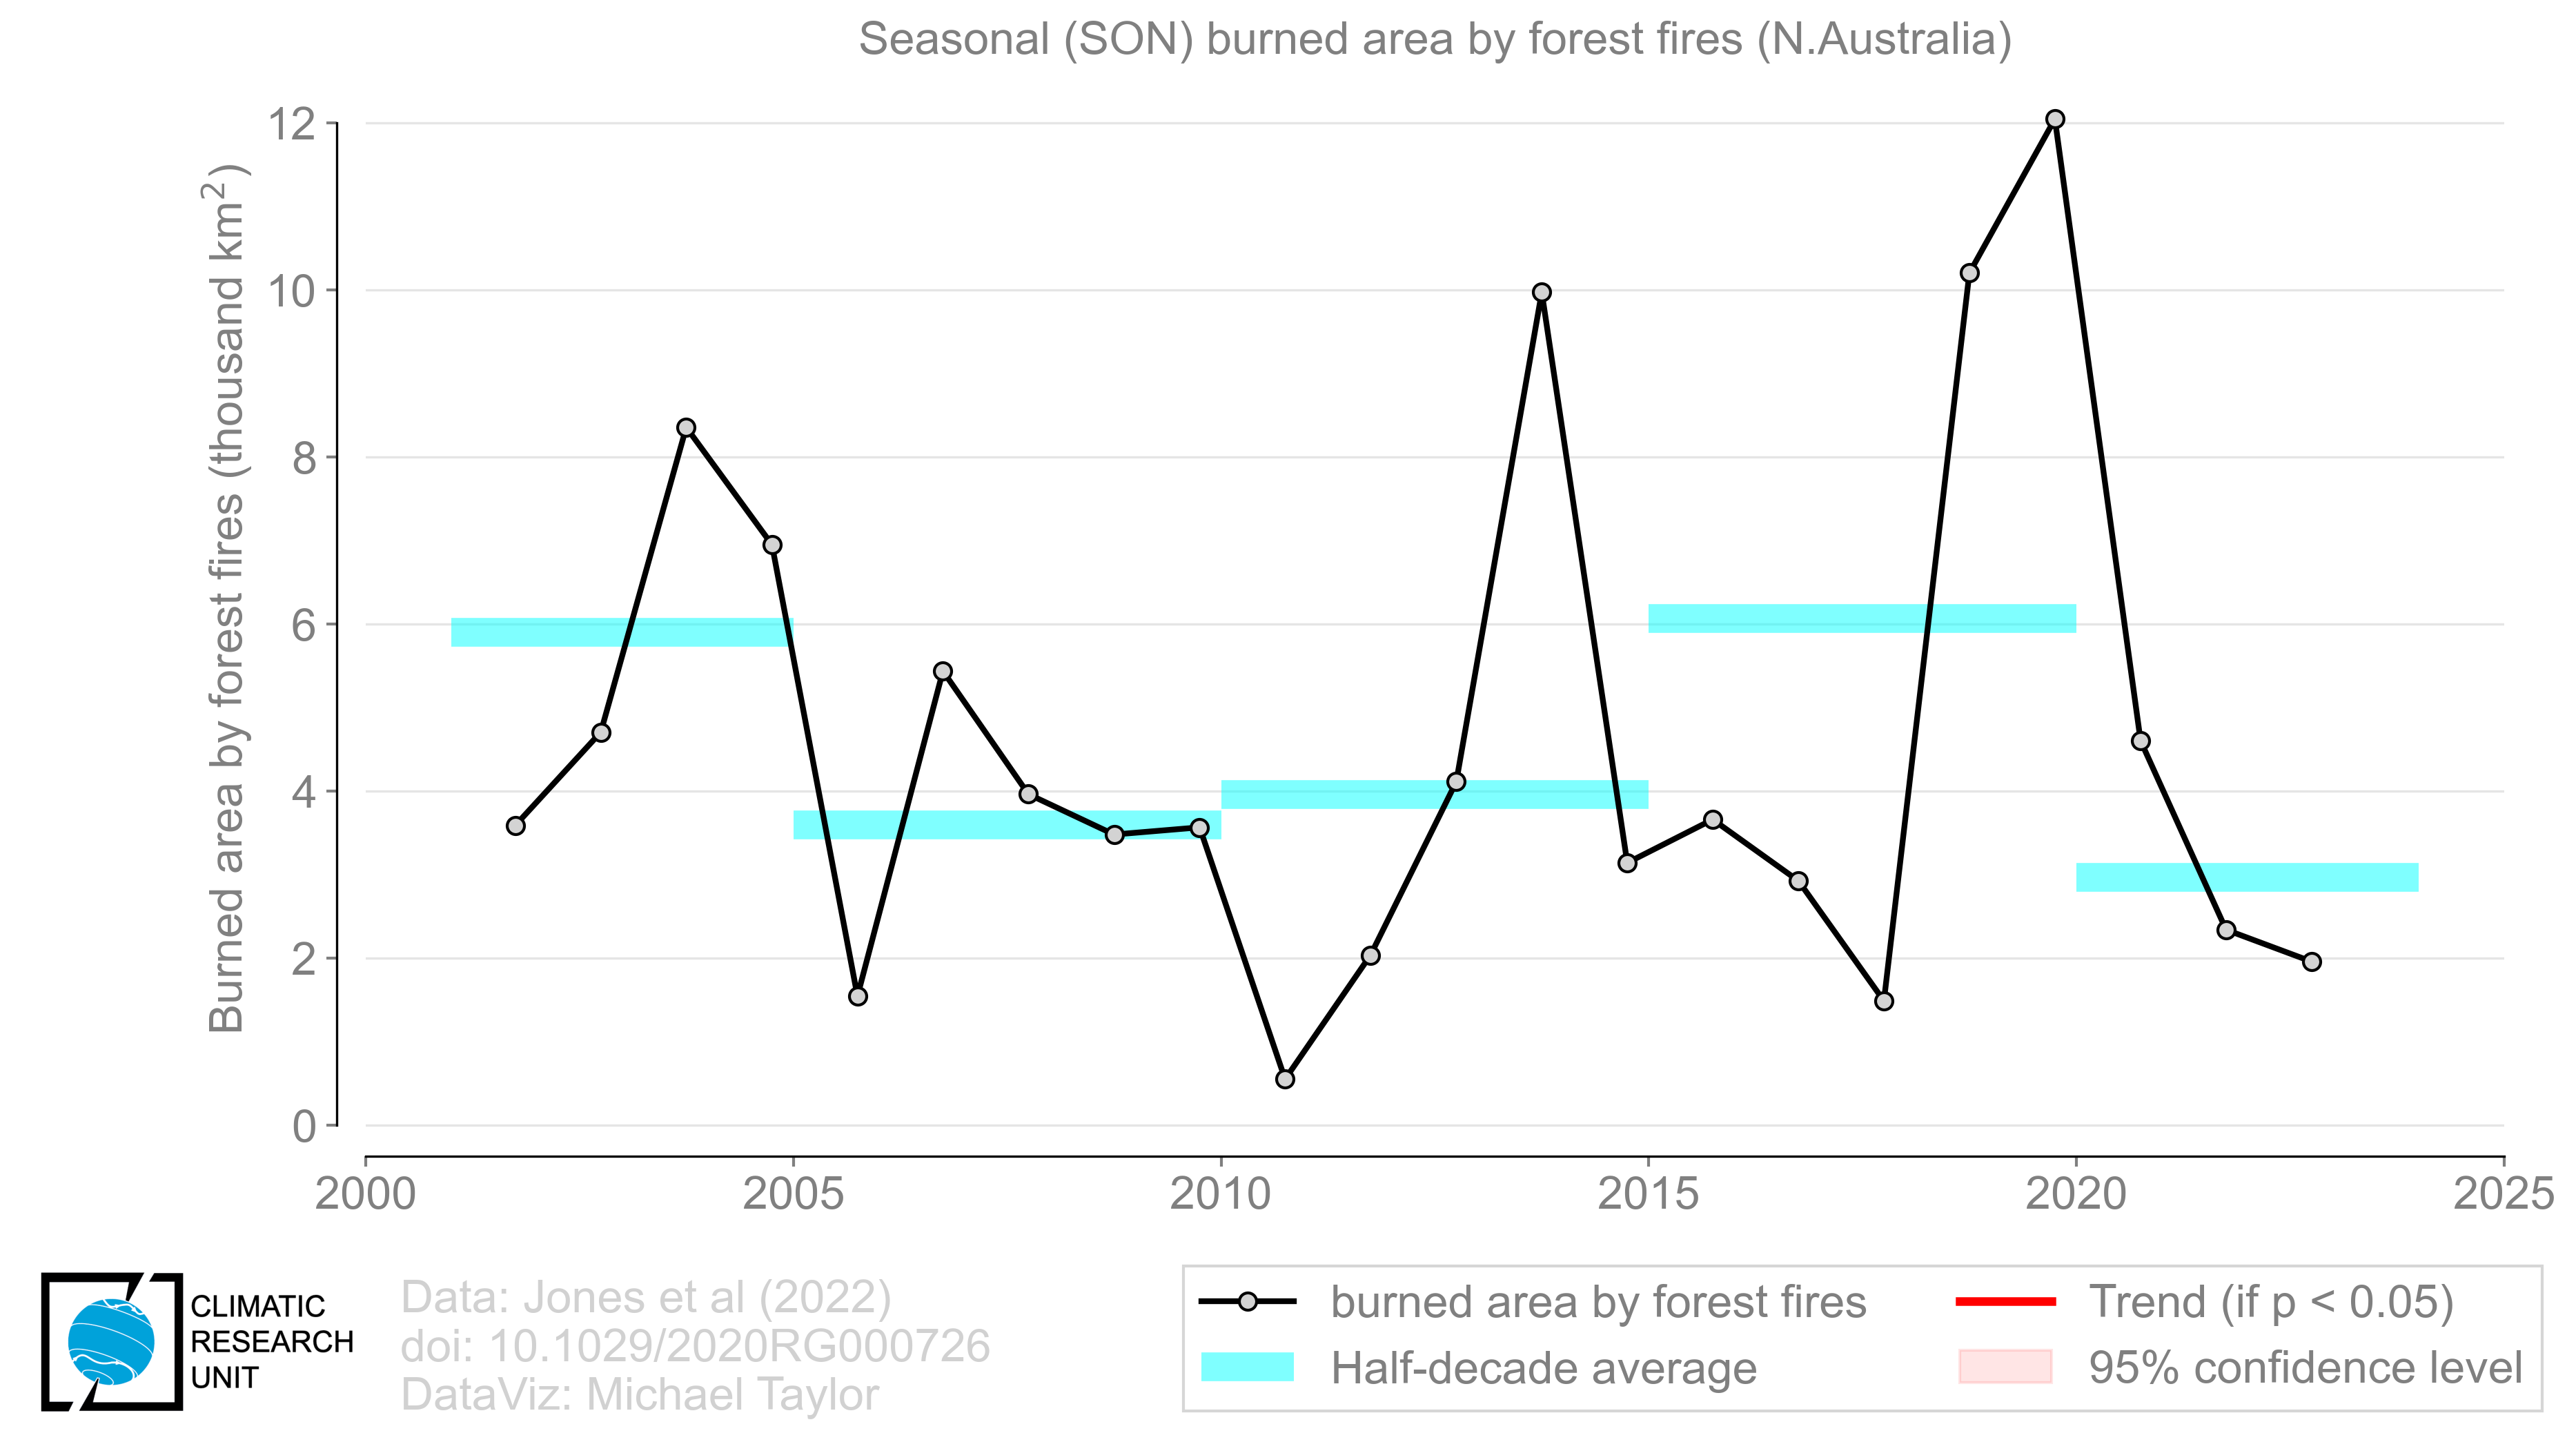 Seasonal (SON) burned area by forest fires (N.Australia)
Burned area by forest fires (thousand km²)
12
10
8
6
4
2
0
2000 2005 2010 2015 2020 2025
CLIMATIC
RESEARCH
UNIT
Data: Jones et al (2022)
doi: 10.1029/2020RG000726
DataViz: Michael Taylor
burned area by forest fires
Half-decade average
Trend (if p < 0.05)
95% confidence level